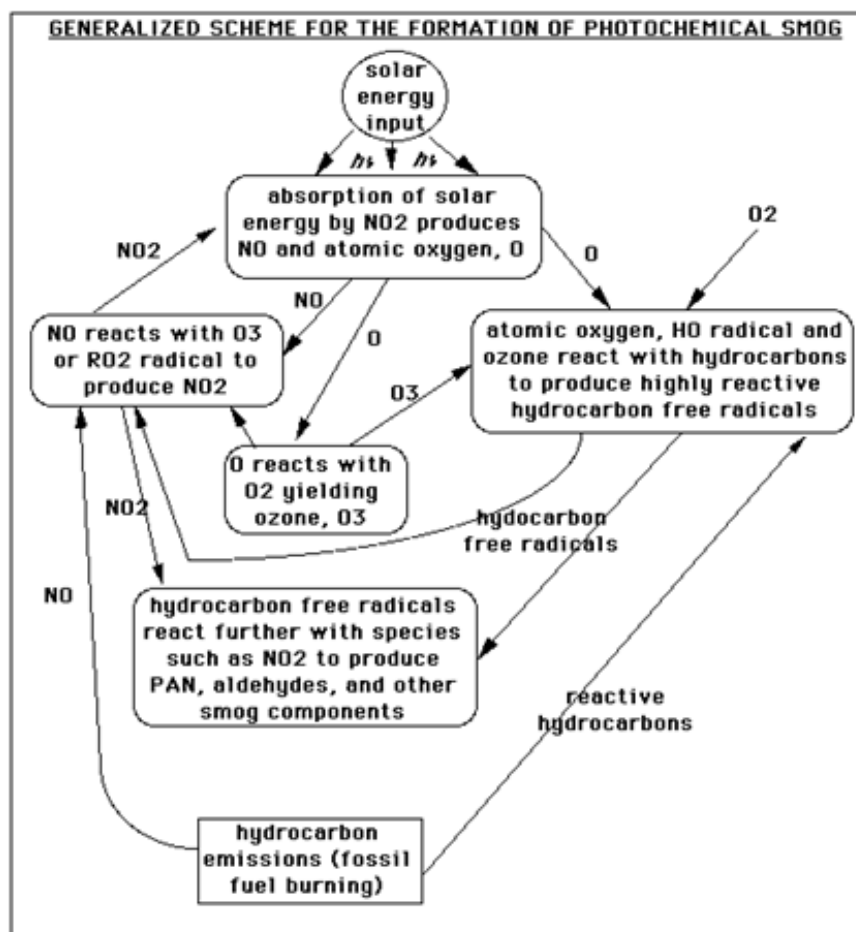 GENERALIZED SCHEME FOR THE FORMATION OF PHOTOCHEMICAL SMOG
solar
energy
input
hν
hν
absorption of solar
energy by NO2 produces
NO and atomic oxygen, O
O2
NO2
O
NO
O
NO reacts with O3
or RO2 radical to
produce NO2
atomic oxygen, HO radical and
ozone react with hydrocarbons
to produce highly reactive
hydrocarbon free radicals
O3
O reacts with
O2 yielding
ozone, O3
NO2
hydocarbon
free radicals
NO
hydrocarbon free radicals
react further with species
such as NO2 to produce
PAN, aldehydes, and other
smog components
reactive
hydrocarbons
hydrocarbon
emissions (fossil
fuel burning)